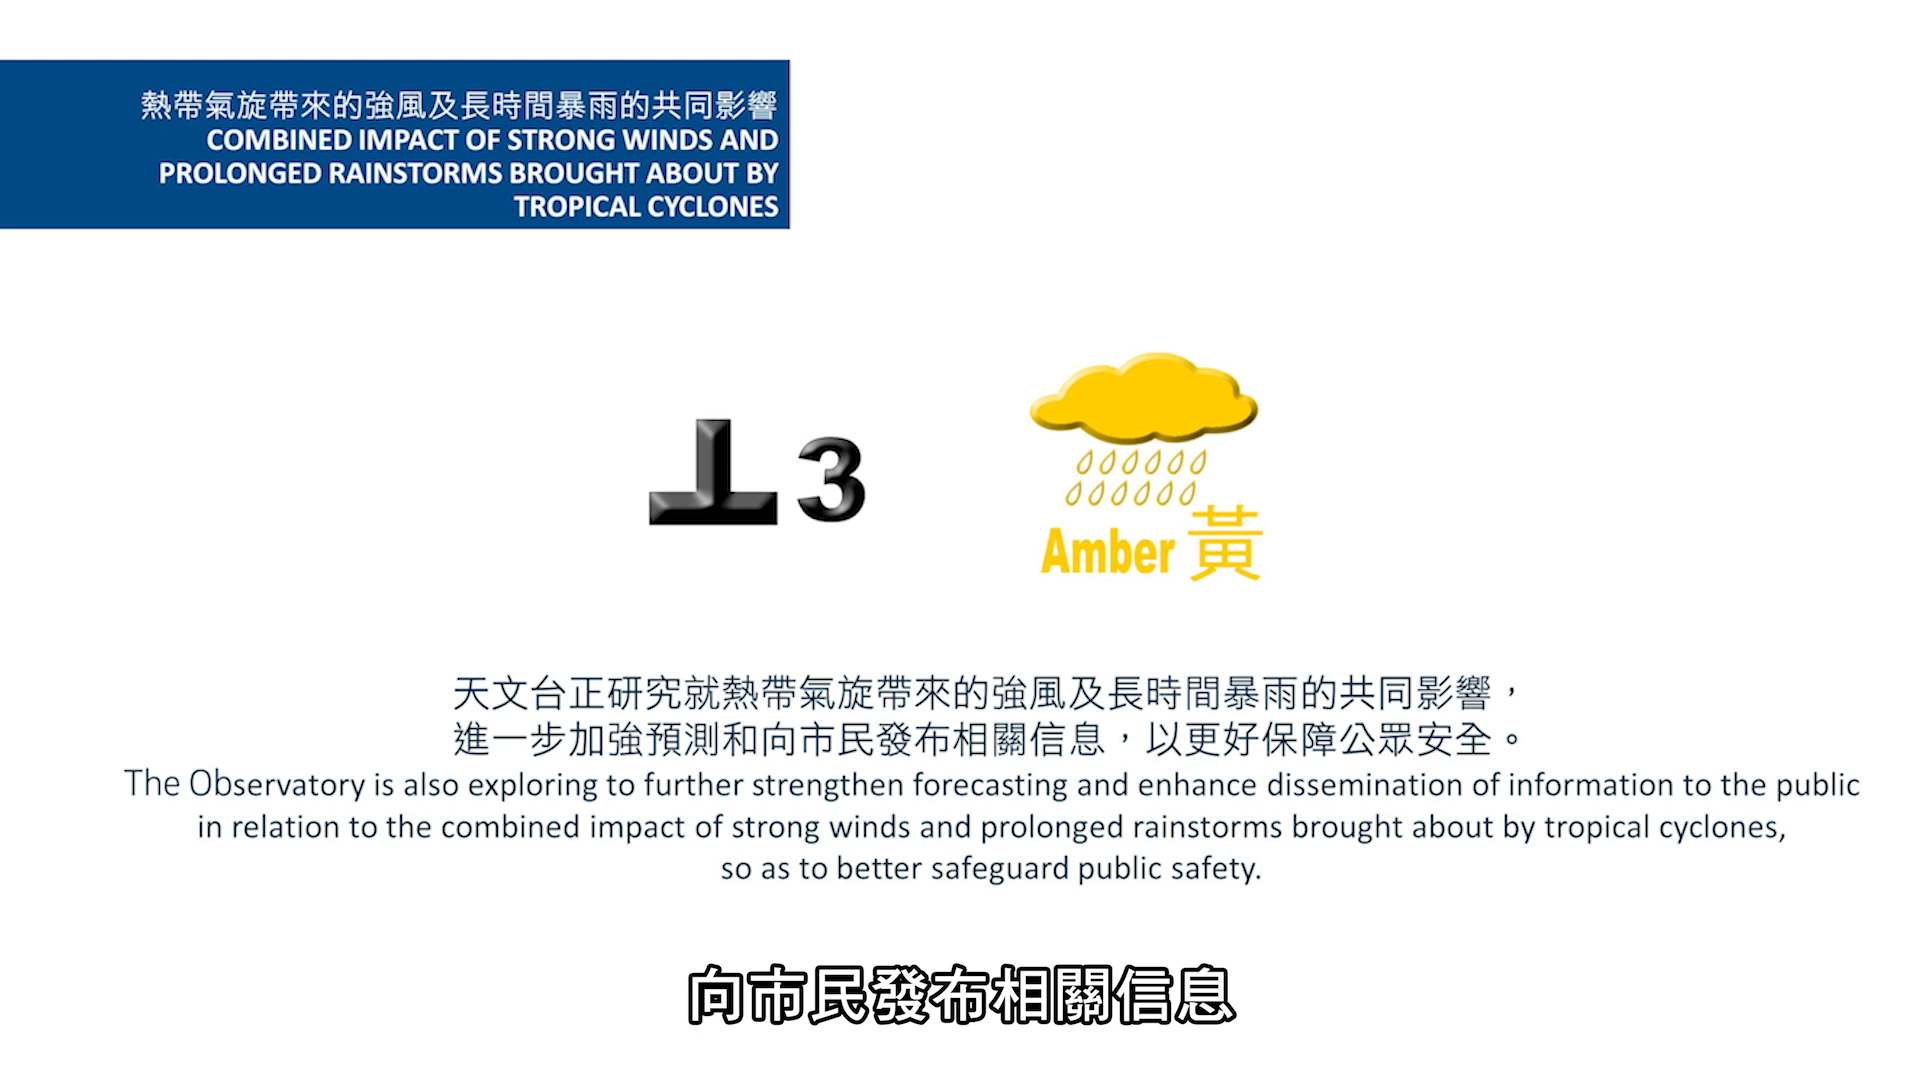 熱帶氣旋帶來的強風及長時間暴雨的共同影響
COMBINED IMPACT OF STRONG WINDS AND
PROLONGED RAINSTORMS BROUGHT ABOUT BY
TROPICAL CYCLONES
3
Amber 黃
天文台正研究就熱帶氣旋帶來的強風及長時間暴雨的共同影響，
進一步加強預測和向市民發布相關信息，以更好保障公眾安全。
The Observatory is also exploring to further strengthen forecasting and enhance dissemination of information to the public
in relation to the combined impact of strong winds and prolonged rainstorms brought about by tropical cyclones,
so as to better safeguard public safety.
向市民發布相關信息